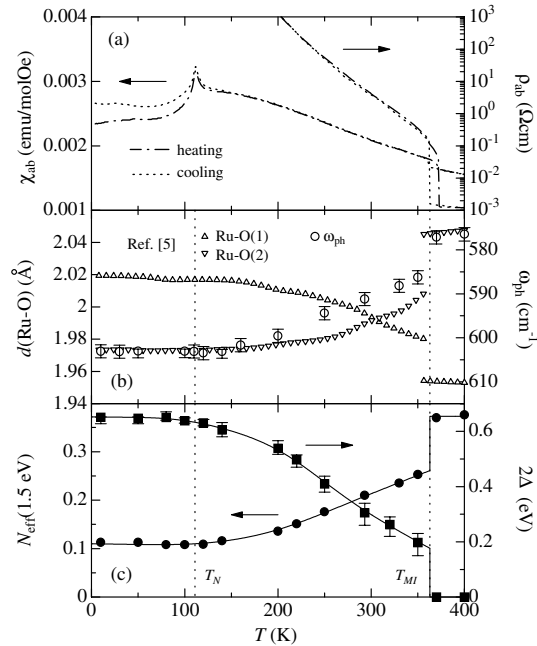 (a)
0.004
0.003
0.002
0.001
χab (emu/molOe)
heating
cooling
10³
10²
10¹
10⁰
10⁻¹
10⁻²
10⁻³
ρab (Ωcm)
2.04
2.02
2
1.98
1.96
1.94
d(Ru-O) (Å)
Ref. [5]
Ru-O(1)
Ru-O(2)
ωph
(b)
580
590
600
610
ωph (cm⁻¹)
0.3
0.2
0.1
0
Neff(1.5 eV)
(c)
TN
TMI
0.6
0.4
0.2
0
2Δ (eV)
0
100
200
300
400
T (K)